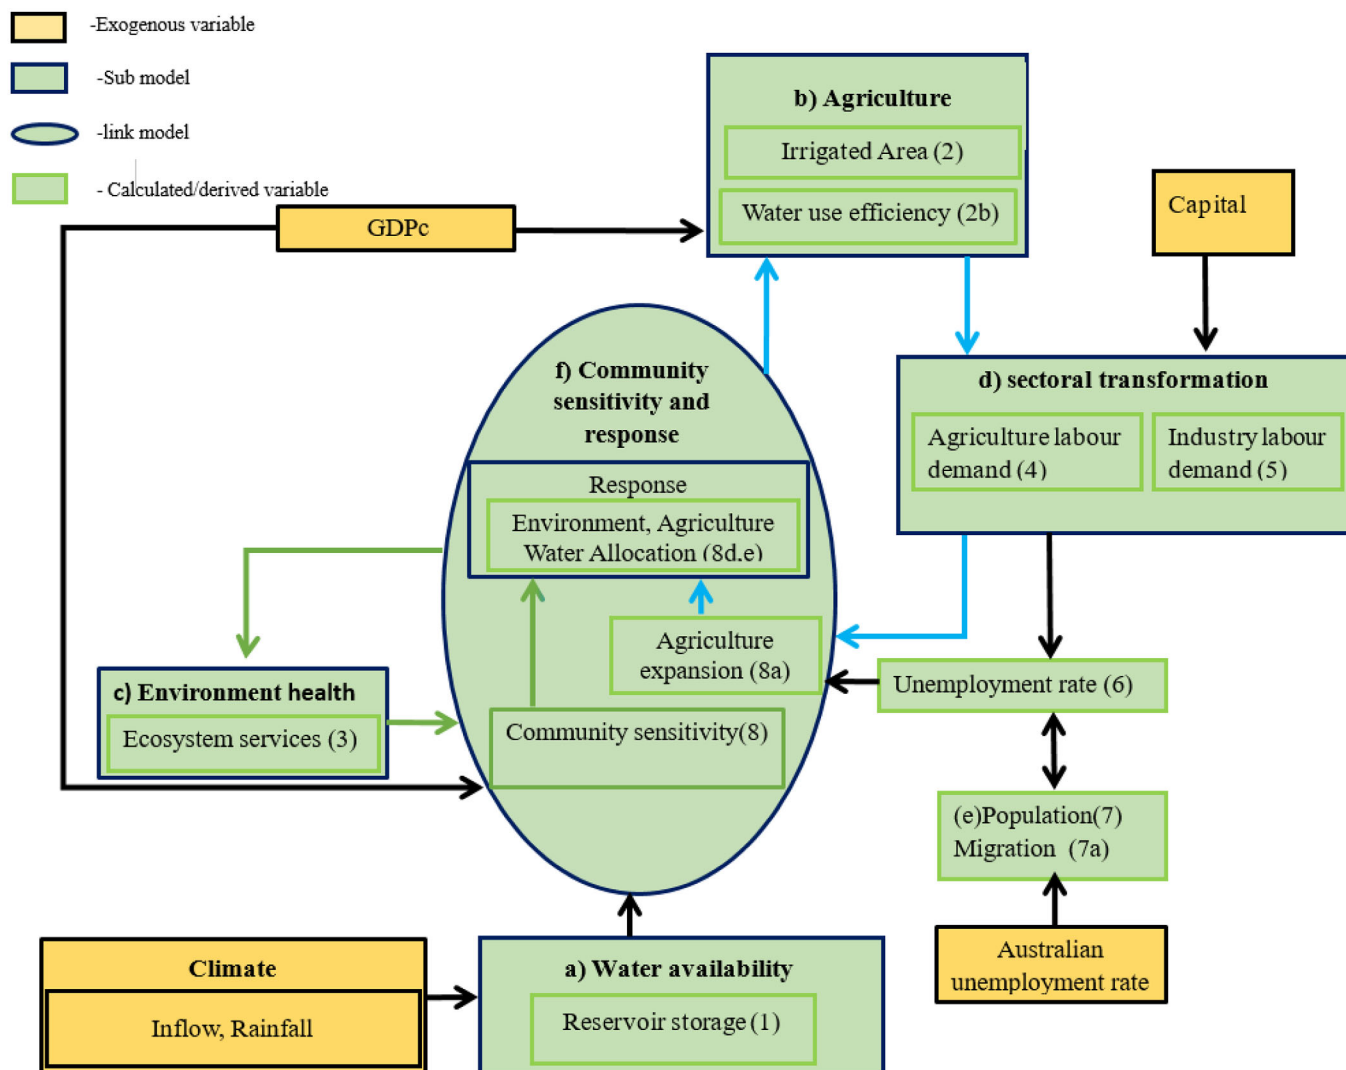 -Exogenous variable
-Sub model
-link model
- Calculated/derived variable
b) Agriculture
Irrigated Area (2)
Water use efficiency (2b)
GDPc
Capital
d) sectoral transformation
Agriculture labour
demand (4)
Industry labour
demand (5)
f) Community
sensitivity and
response
Response
Environment, Agriculture
Water Allocation (8d.e)
Agriculture
expansion (8a)
Unemployment rate (6)
c) Environment health
Ecosystem services (3)
Community sensitivity(8)
(e)Population(7)
Migration (7a)
Australian
unemployment rate
Climate
Inflow, Rainfall
a) Water availability
Reservoir storage (1)